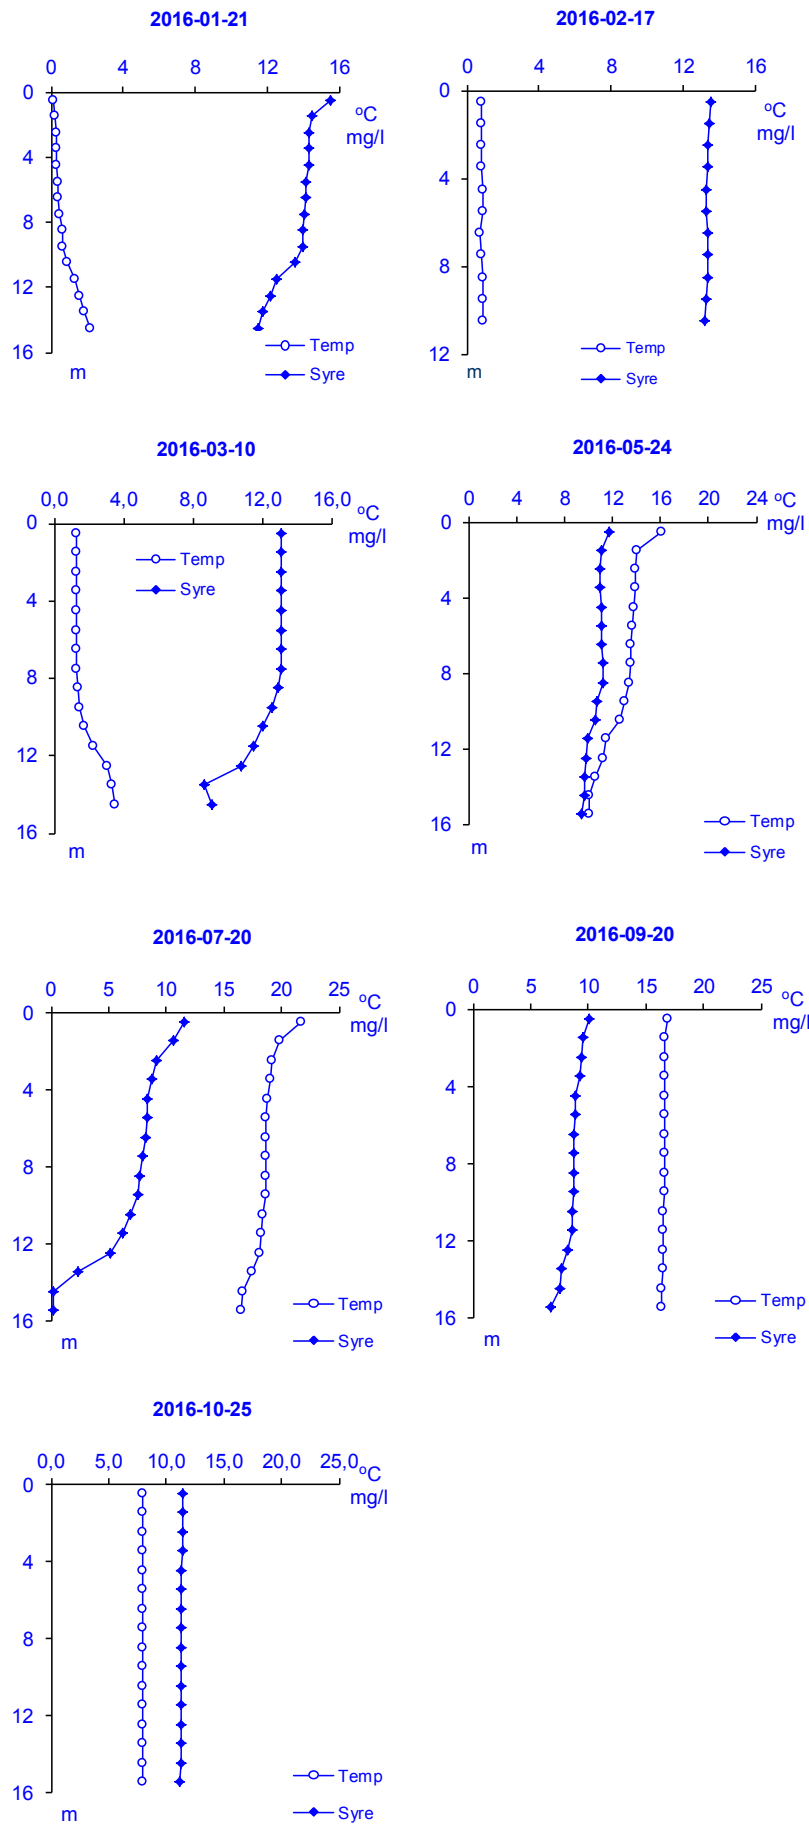 2016-01-21
0 4 8 12 16
°C
mg/l
0
4
8
12
16
m
Temp
Syre
2016-02-17
0 4 8 12 16
°C
mg/l
0
4
8
12
m
Temp
Syre
2016-03-10
0,0 4,0 8,0 12,0 16,0
°C
mg/l
0
4
8
12
16
m
Temp
Syre
2016-05-24
0 4 8 12 16 20 24
°C
mg/l
0
4
8
12
16
m
Temp
Syre
2016-07-20
0 5 10 15 20 25
°C
mg/l
0
4
8
12
16
m
Temp
Syre
2016-09-20
0 5 10 15 20 25
°C
mg/l
0
4
8
12
16
m
Temp
Syre
2016-10-25
0,0 5,0 10,0 15,0 20,0 25,0
°C
mg/l
0
4
8
12
16
m
Temp
Syre